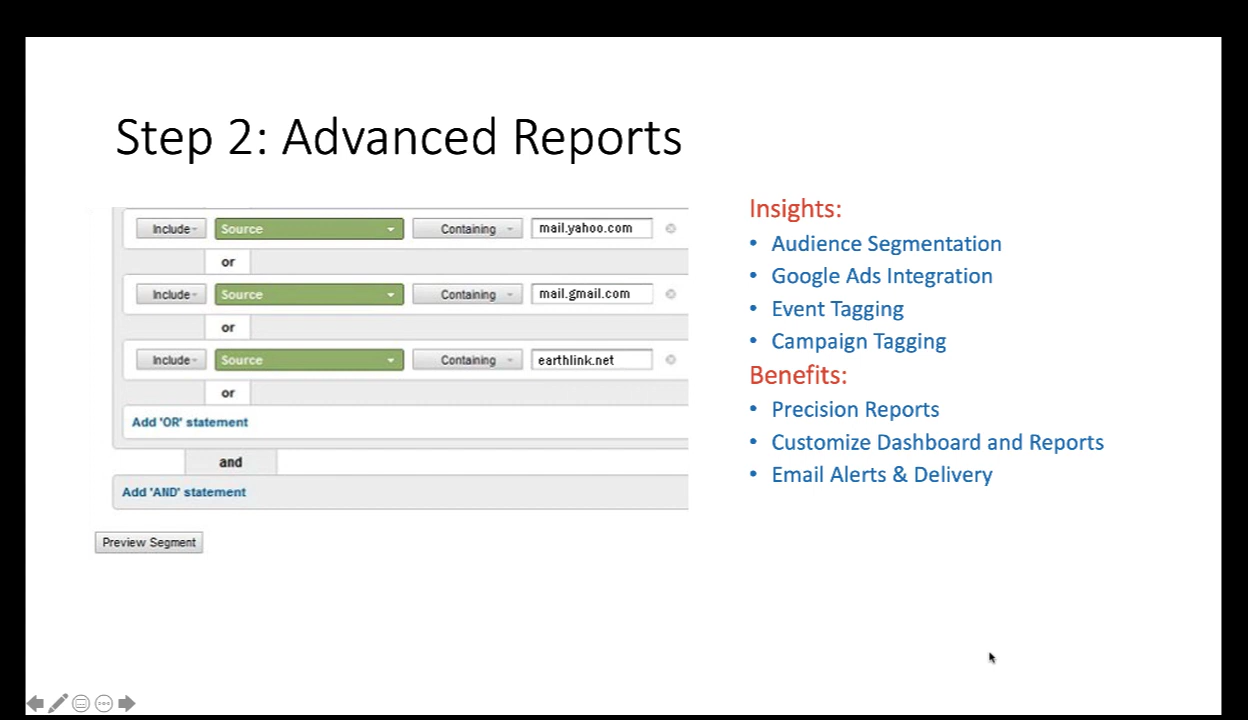 Step 2: Advanced Reports
Include Source Containing mail.yahoo.com
or
Include Source Containing mail.gmail.com
or
Include Source Containing earthlink.net
or
Add 'OR' statement
and
Add 'AND' statement
Preview Segment
Insights:
• Audience Segmentation
• Google Ads Integration
• Event Tagging
• Campaign Tagging
Benefits:
• Precision Reports
• Customize Dashboard and Reports
• Email Alerts & Delivery